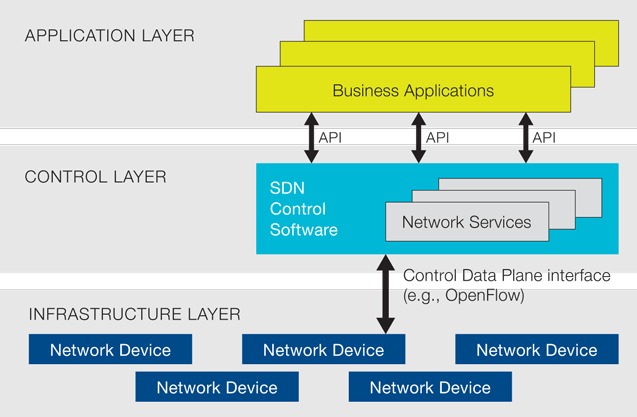 APPLICATION LAYER
Business Applications
API
API
API
CONTROL LAYER
SDN
Control
Software
Network Services
Control Data Plane interface
(e.g., OpenFlow)
INFRASTRUCTURE LAYER
Network Device
Network Device
Network Device
Network Device
Network Device